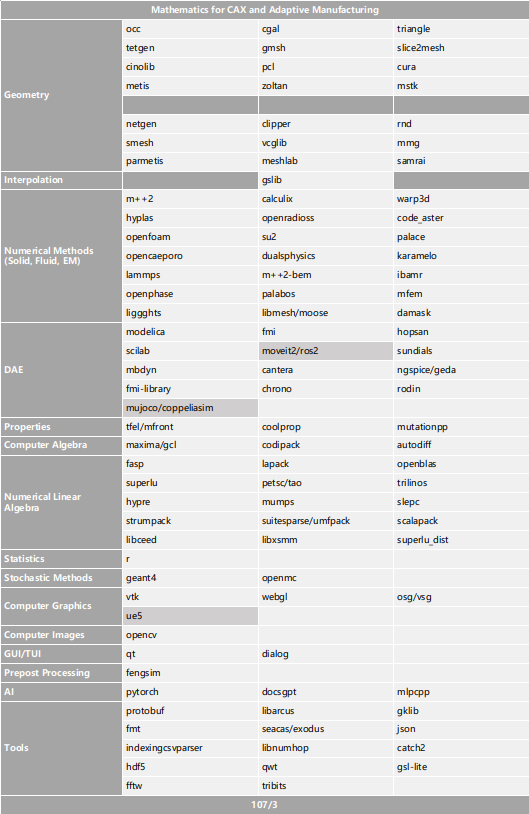 Mathematics for CAX and Adaptive Manufacturing
Geometry
occ cgal triangle
tetgen gmsh slice2mesh
cinolib pcl cura
metis zoltan mstk
netgen clipper rnd
smesh vcglib mmg
parmetis meshlab samrai
Interpolation gslib
Numerical Methods
(Solid, Fluid, EM)
m++2 calculix warp3d
hyplas openradioss code_aster
openfoam su2 palace
opencaeporo dualsphysics karamelo
lammps m++2-bem ibamr
openphase palabos mfem
liggghts libmesh/moose damask
DAE
modelica fmi hopsan
scilab moveit2/ros2 sundials
mbdyn cantera ngspice/geda
fmi-library chrono rodin
mujoco/coppeliasim
Properties tfel/mfront coolprop mutationpp
Computer Algebra maxima/gcl codipack autodiff
Numerical Linear
Algebra
fasp lapack openblas
superlu petsc/tao trilinos
hypre mumps slepc
strumpack suitesparse/umfpack scalapack
libceed libxsmm superlu_dist
Statistics r
Stochastic Methods geant4 openmc
Computer Graphics
vtk webgl osg/vsg
ue5
Computer Images opencv
GUI/TUI qt dialog
Prepost Processing fengsim
AI pytorch docsgpt mlpcpp
Tools
protobuf libarcus gklib
fmt seacas/exodus json
indexingcsvparser libnumhop catch2
hdf5 qwt gsl-lite
fftw tribits
107/3